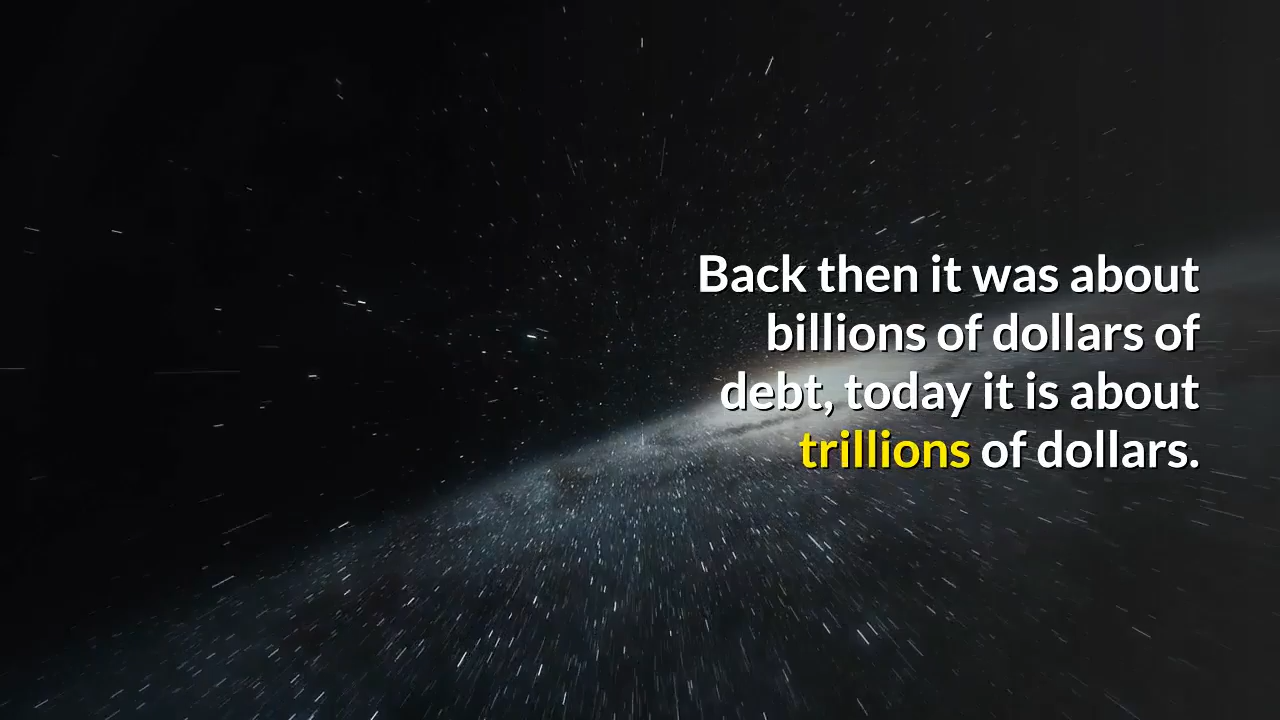 Back then it was about
billions of dollars of
debt, today it is about
trillions of dollars.